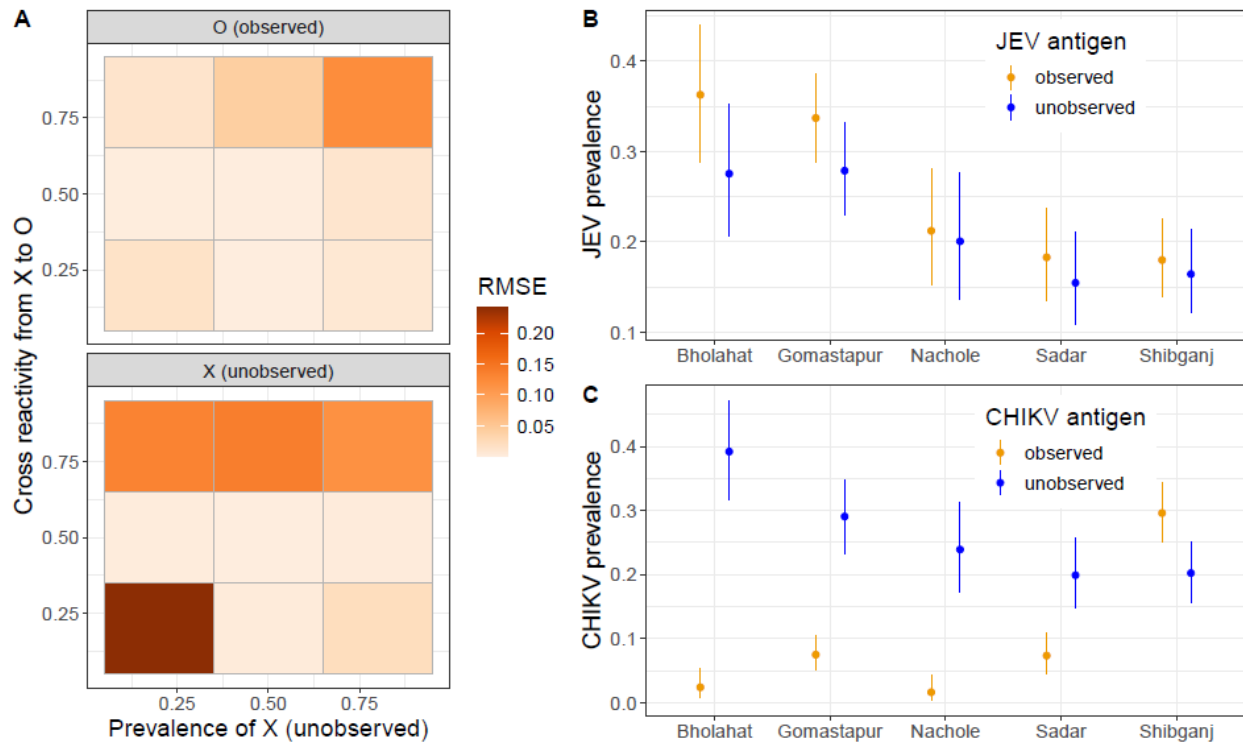 A
O (observed)
0.75
0.50
0.25
X (unobserved)
0.75
0.50
0.25
0.25 0.50 0.75
Prevalence of X (unobserved)
Cross reactivity from X to O
RMSE
0.20
0.15
0.10
0.05
B
JEV antigen
observed
unobserved
JEV prevalence
0.4
0.3
0.2
0.1
Bholahat Gomastapur Nachole Sadar Shibganj
C
CHIKV antigen
observed
unobserved
CHIKV prevalence
0.4
0.3
0.2
0.1
0.0
Bholahat Gomastapur Nachole Sadar Shibganj